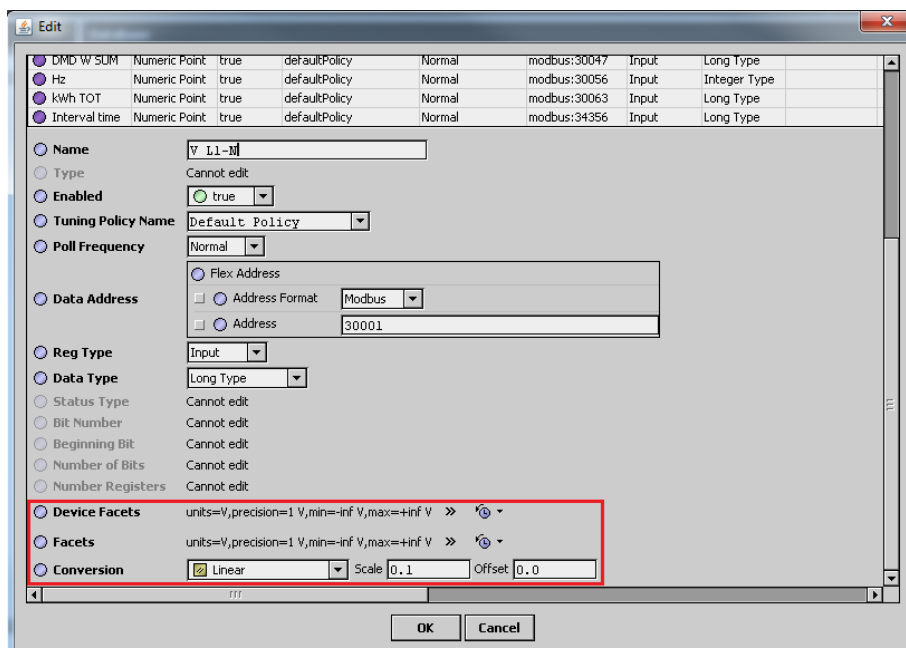 Edit
DMD W SUM Numeric Point true defaultPolicy Normal modbus:30047 Input Long Type
Hz Numeric Point true defaultPolicy Normal modbus:30056 Input Integer Type
kWh TOT Numeric Point true defaultPolicy Normal modbus:30063 Input Long Type
Interval time Numeric Point true defaultPolicy Normal modbus:34356 Input Long Type
Name V L1-N
Type Cannot edit
Enabled true
Tuning Policy Name Default Policy
Poll Frequency Normal
Flex Address
Data Address Address Format Modbus
Address 30001
Reg Type Input
Data Type Long Type
Status Type Cannot edit
Bit Number Cannot edit
Beginning Bit Cannot edit
Number of Bits Cannot edit
Number Registers Cannot edit
Device Facets units=V,precision=1 V,min=-inf V,max=+inf V »
Facets units=V,precision=1 V,min=-inf V,max=+inf V »
Conversion Linear Scale 0.1 Offset 0.0
OK Cancel